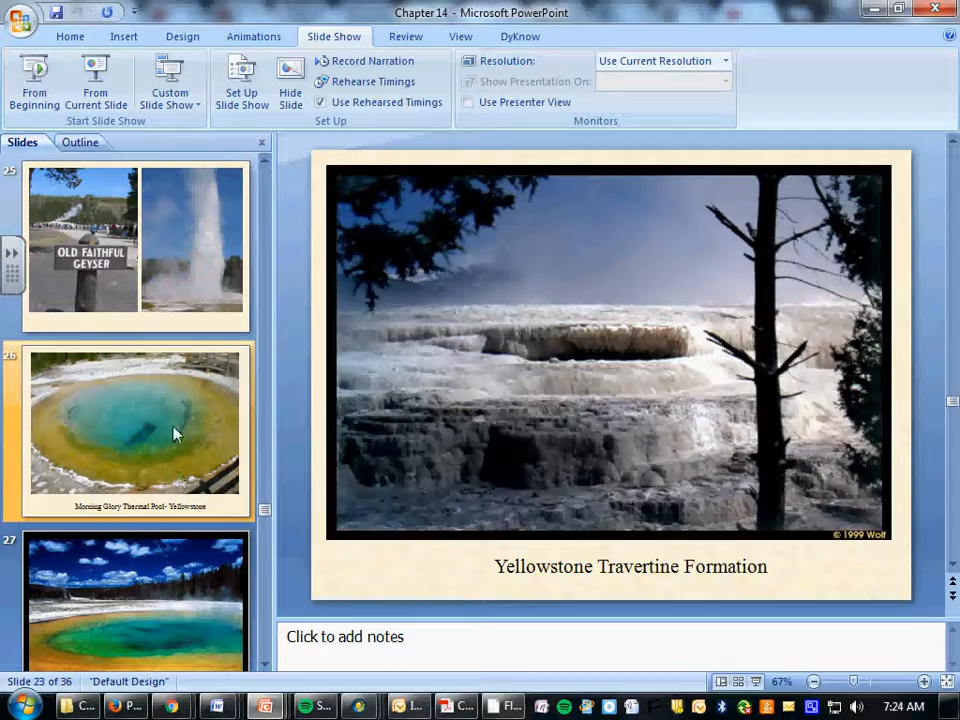 Chapter 14 - Microsoft PowerPoint
Home Insert Design Animations Slide Show Review View DyKnow
From Beginning
From Current Slide
Custom Slide Show
Start Slide Show
Set Up Slide Show
Hide Slide
Record Narration
Rehearse Timings
Use Rehearsed Timings
Set Up
Resolution: Use Current Resolution
Show Presentation On:
Use Presenter View
Monitors
Slides Outline
25
OLD FAITHFUL
GEYSER
26
Morning Glory Thermal Pool- Yellowstone
27
© 1999 Wolf
Yellowstone Travertine Formation
Click to add notes
Slide 23 of 36 "Default Design" 67%
C... P... S... I... C... Fl... 7:24 AM